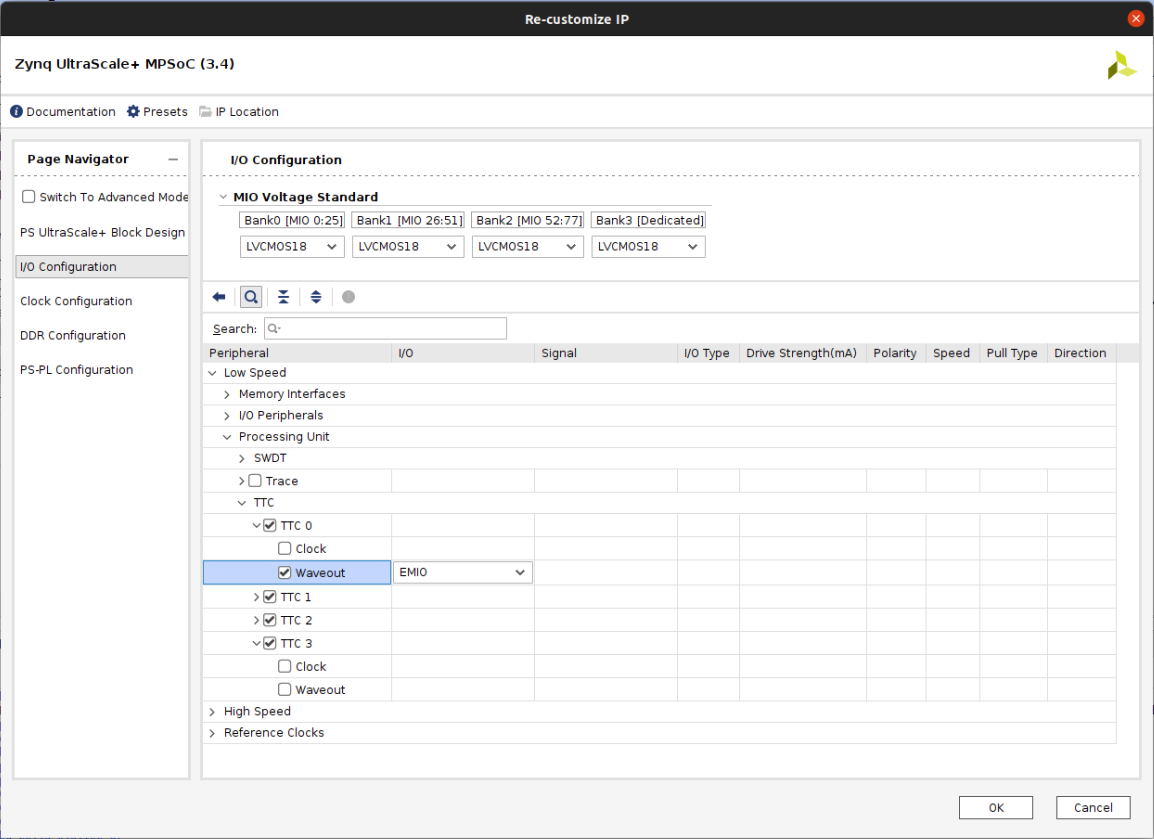 Re-customize IP
Zynq UltraScale+ MPSoC (3.4)
Documentation Presets IP Location
Page Navigator
Switch To Advanced Mode
PS UltraScale+ Block Design
I/O Configuration
Clock Configuration
DDR Configuration
PS-PL Configuration
I/O Configuration
MIO Voltage Standard
Bank0 [MIO 0:25] Bank1 [MIO 26:51] Bank2 [MIO 52:77] Bank3 [Dedicated]
LVCMOS18 LVCMOS18 LVCMOS18 LVCMOS18
Search:
Peripheral I/O Signal I/O Type Drive Strength(mA) Polarity Speed Pull Type Direction
Low Speed
Memory Interfaces
I/O Peripherals
Processing Unit
SWDT
Trace
TTC
TTC 0
Clock
Waveout EMIO
TTC 1
TTC 2
TTC 3
Clock
Waveout
High Speed
Reference Clocks
OK Cancel